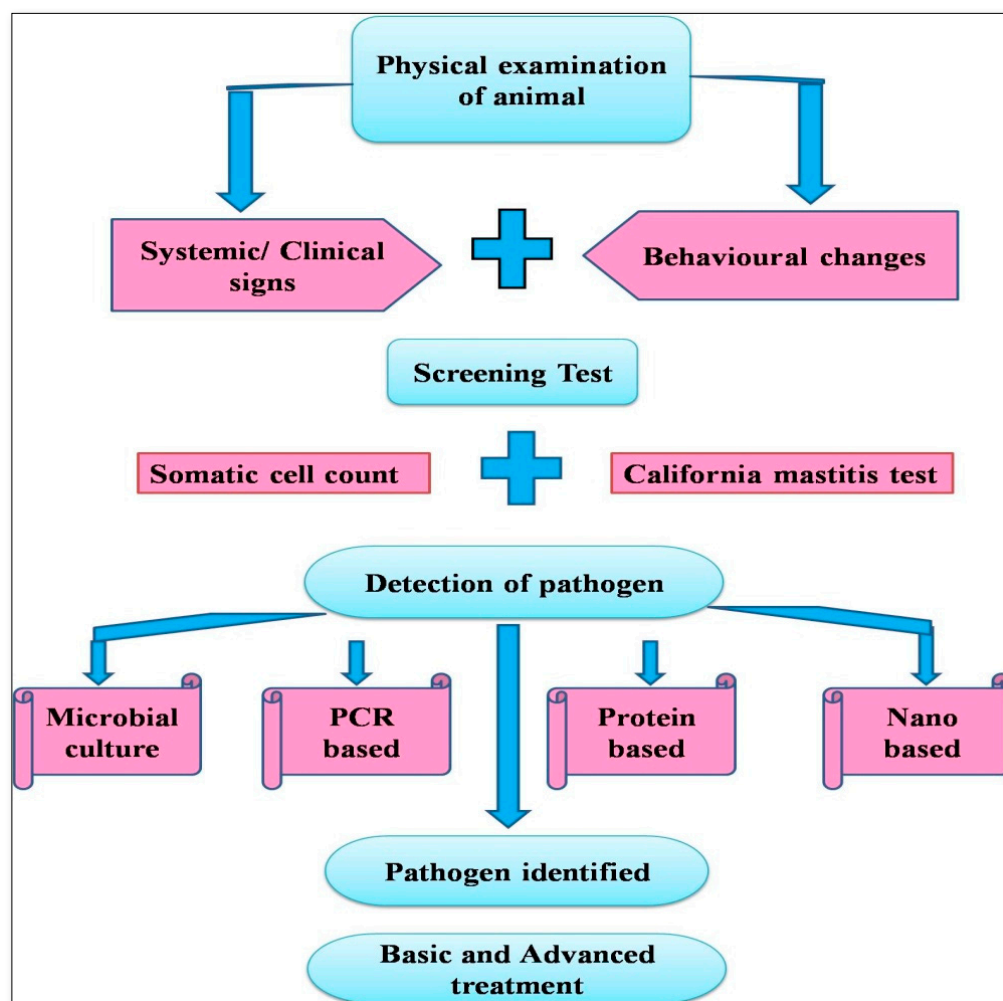 Physical examination
of animal
Systemic/ Clinical
signs
Behavioural changes
Screening Test
Somatic cell count
California mastitis test
Detection of pathogen
Microbial
culture
PCR
based
Protein
based
Nano
based
Pathogen identified
Basic and Advanced
treatment